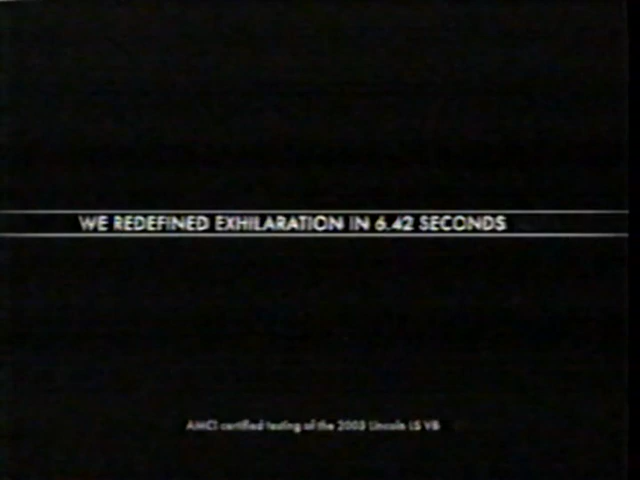 WE REDEFINED EXHILARATION IN 6.42 SECONDS
AMCI certified testing of the 2003 Lincoln LS V8